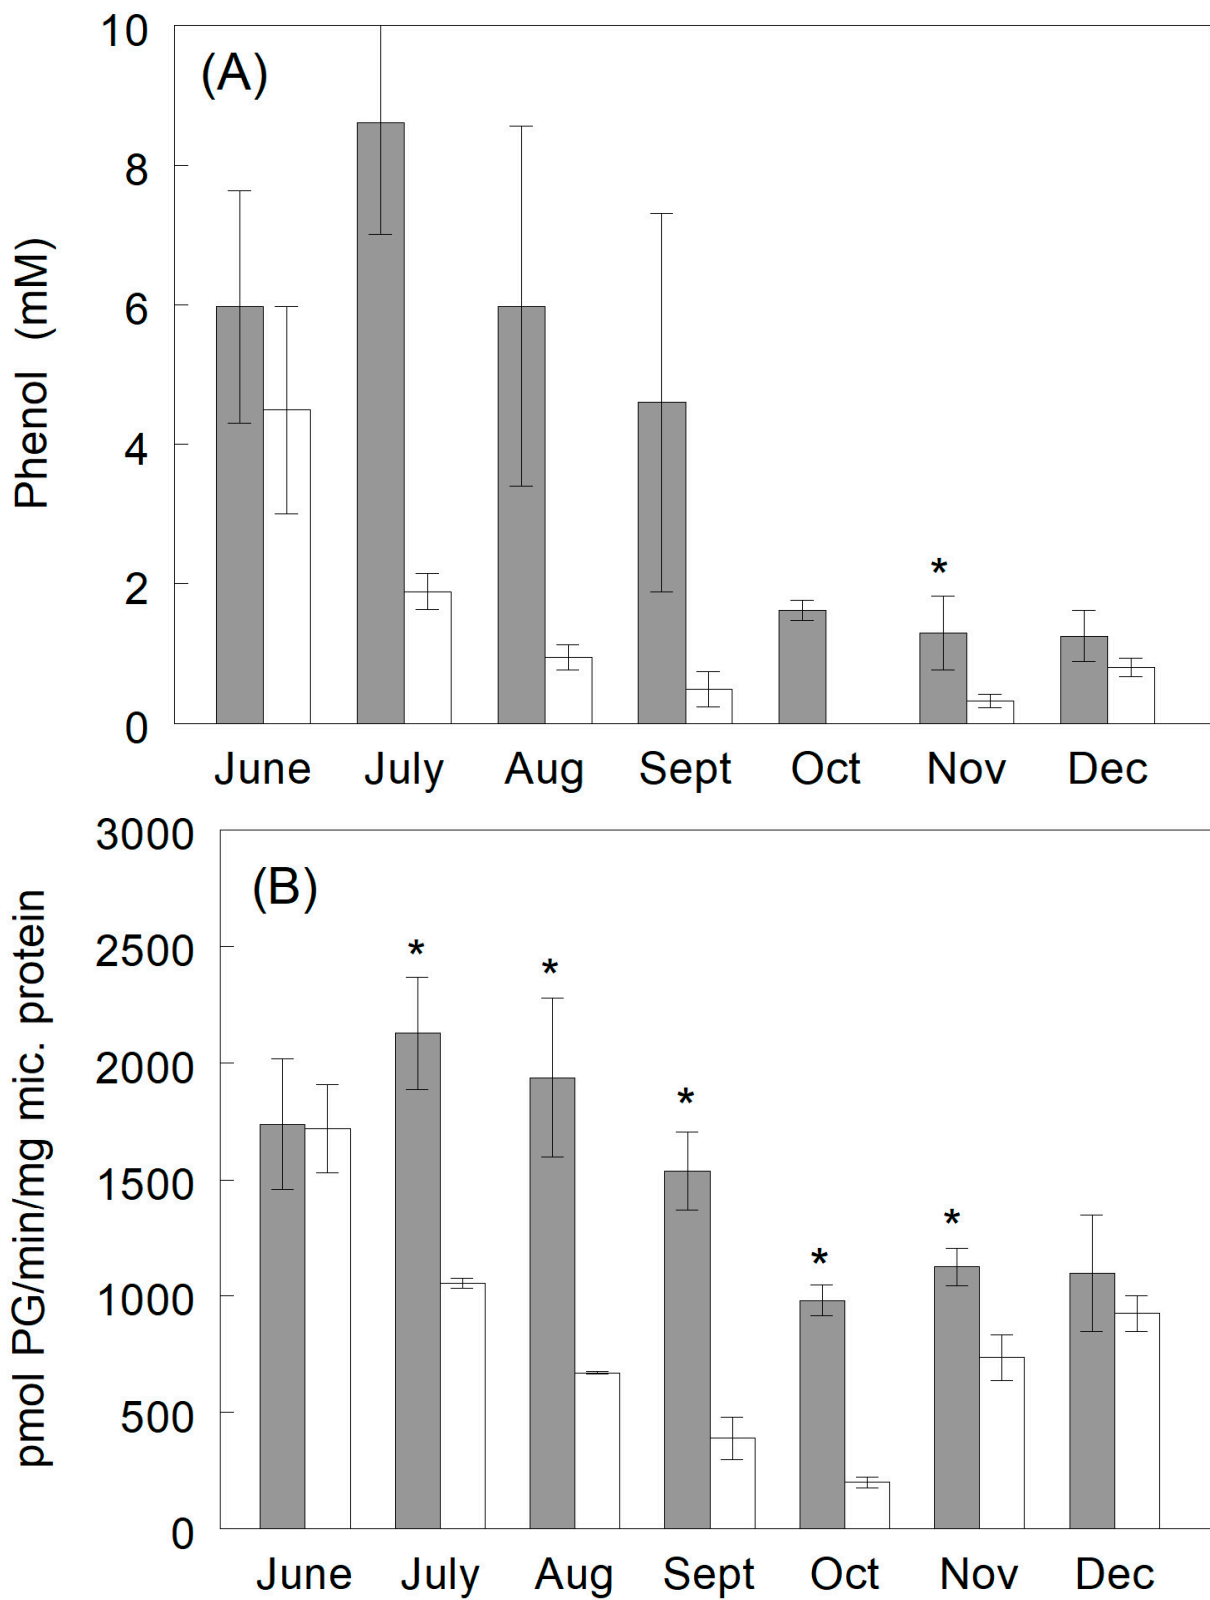 (A)
Phenol (mM)
10
8
6
4
2
0
*
June July Aug Sept Oct Nov Dec
(B)
pmol PG/min/mg mic. protein
3000
2500
2000
1500
1000
500
0
* * * * *
June July Aug Sept Oct Nov Dec